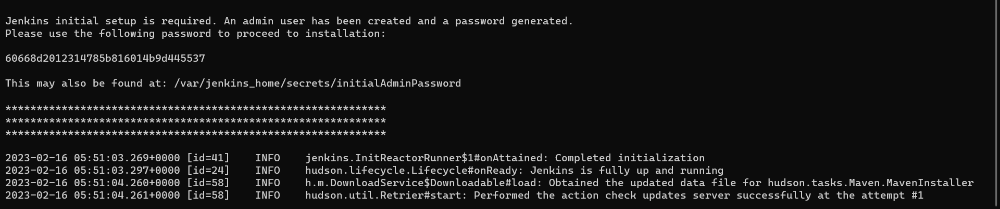 Jenkins initial setup is required. An admin user has been created and a password generated.
Please use the following password to proceed to installation:
60668d2012314785b816014b9d445537
This may also be found at: /var/jenkins_home/secrets/initialAdminPassword
*************************************************************
*************************************************************
*************************************************************
2023-02-16 05:51:03.269+0000 [id=41]    INFO    jenkins.InitReactorRunner$1#onAttained: Completed initialization
2023-02-16 05:51:03.297+0000 [id=24]    INFO    hudson.lifecycle.Lifecycle#onReady: Jenkins is fully up and running
2023-02-16 05:51:04.260+0000 [id=58]    INFO    h.m.DownloadService$Downloadable#load: Obtained the updated data file for hudson.tasks.Maven.MavenInstaller
2023-02-16 05:51:04.261+0000 [id=58]    INFO    hudson.util.Retrier#start: Performed the action check updates server successfully at the attempt #1